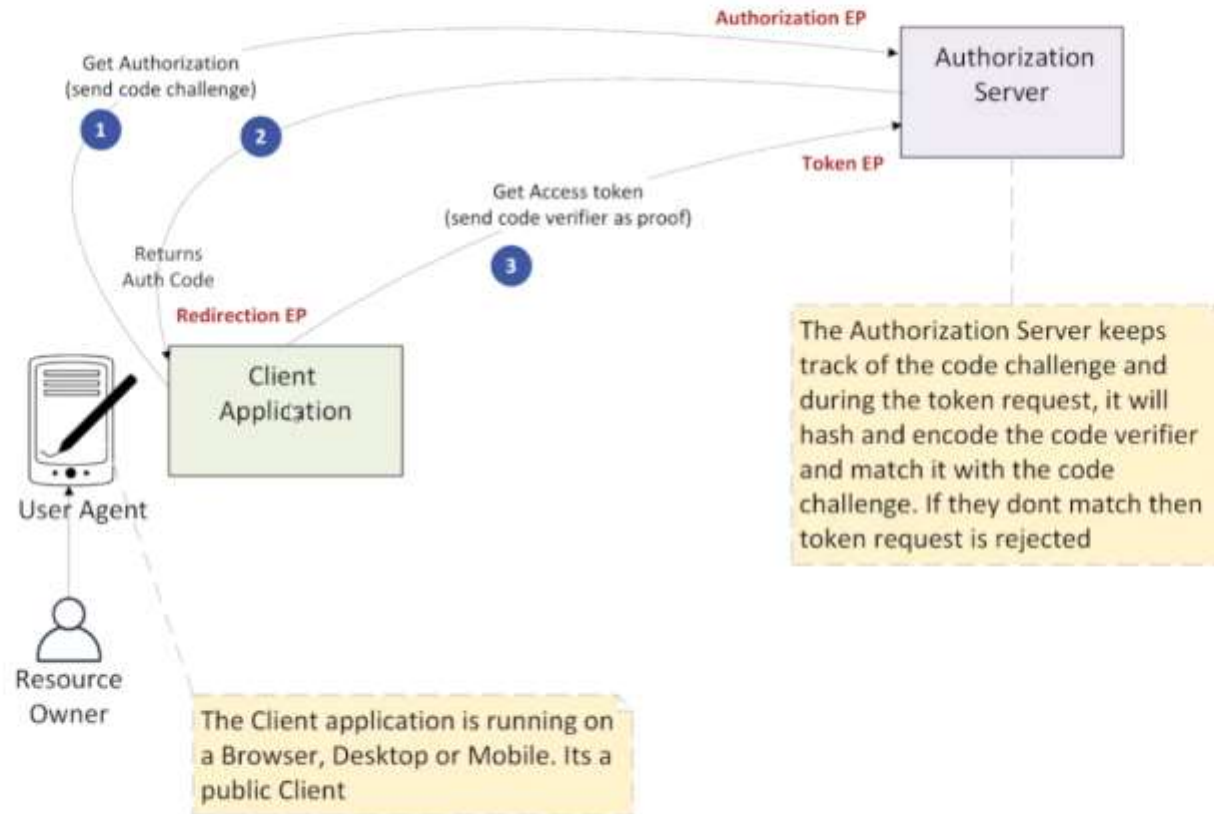 Authorization EP
Get Authorization
(send code challenge)
1
2
Authorization
Server
Token EP
Get Access token
(send code verifier as proof)
3
Returns
Auth Code
Redirection EP
Client
Application
User Agent
The Authorization Server keeps
track of the code challenge and
during the token request, it will
hash and encode the code verifier
and match it with the code
challenge. If they dont match then
token request is rejected
Resource
Owner
The Client application is running on
a Browser, Desktop or Mobile. Its a
public Client